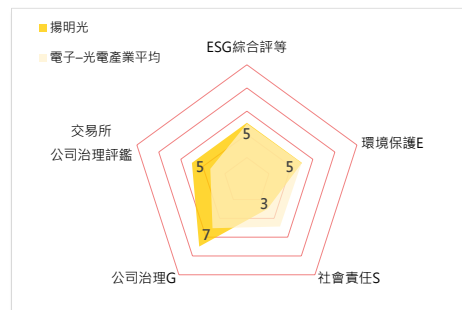 揚明光
電子–光電產業平均
ESG綜合評等
交易所
公司治理評鑑
環境保護E
5
5
5
3
7
公司治理G
社會責任S